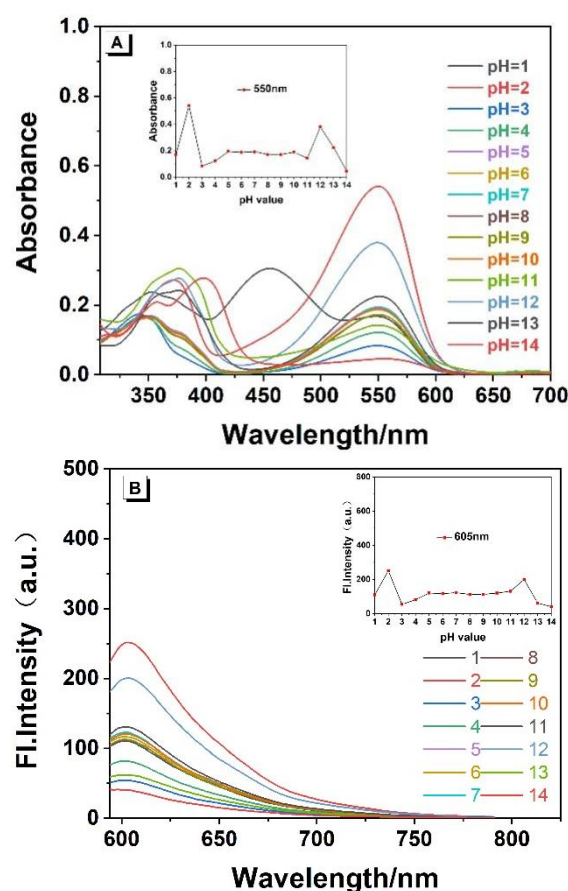 A
1.0
0.8
0.6
0.4
0.2
0.0
Absorbance
350 400 450 500 550 600 650 700
Wavelength/nm
1.0
0.8
0.6
0.4
0.2
0.0
Absorbance
550nm
1 2 3 4 5 6 7 8 9 10 11 12 13 14
pH value
pH=1
pH=2
pH=3
pH=4
pH=5
pH=6
pH=7
pH=8
pH=9
pH=10
pH=11
pH=12
pH=13
pH=14
B
500
400
300
200
100
0
Fl.Intensity（a.u.）
600 650 700 750 800
Wavelength/nm
800
600
400
200
0
Fl.Intensity（a.u.）
605nm
1 2 3 4 5 6 7 8 9 10 11 12 13 14
pH value
1 8
2 9
3 10
4 11
5 12
6 13
7 14